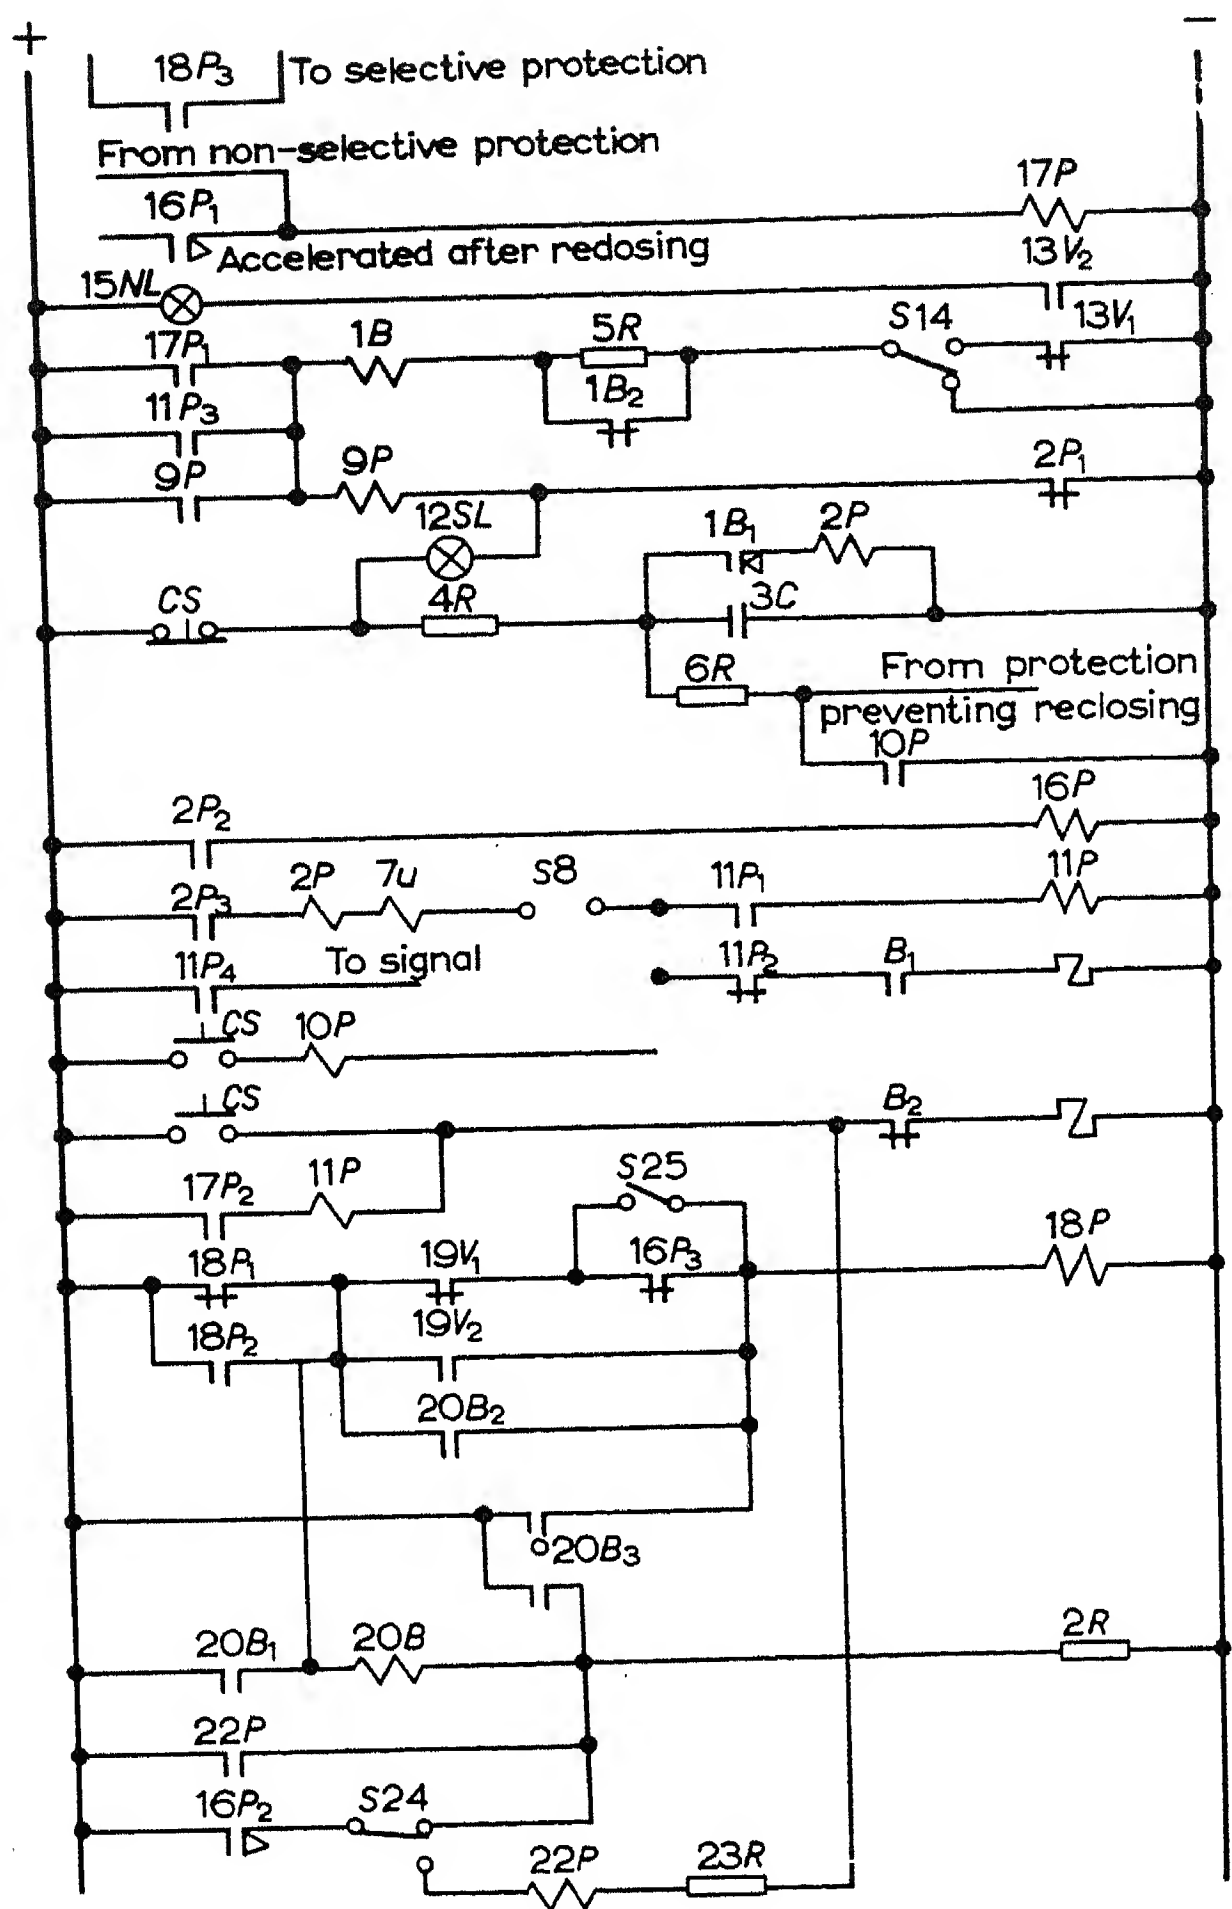 + −
18P3 To selective protection
From non-selective protection
17P
16P1
Accelerated after redosing
13V2
15NL
S14 13V1
17P1 1B 5R
1B2
11P3
9P 9P 2P1
12SL
1B1 2P
CS 4R 3C
6R From protection
preventing reclosing
10P
2P2 16P
2P3 2P 7u S8 11P1 11P
11P4 To signal 11P2 B1
CS 10P
CS B2
17P2 11P S25
18P1 19V1 16P3 18P
18P2 19V2
20B2
20B3
20B1 20B 2R
22P
16P2 S24
22P 23R